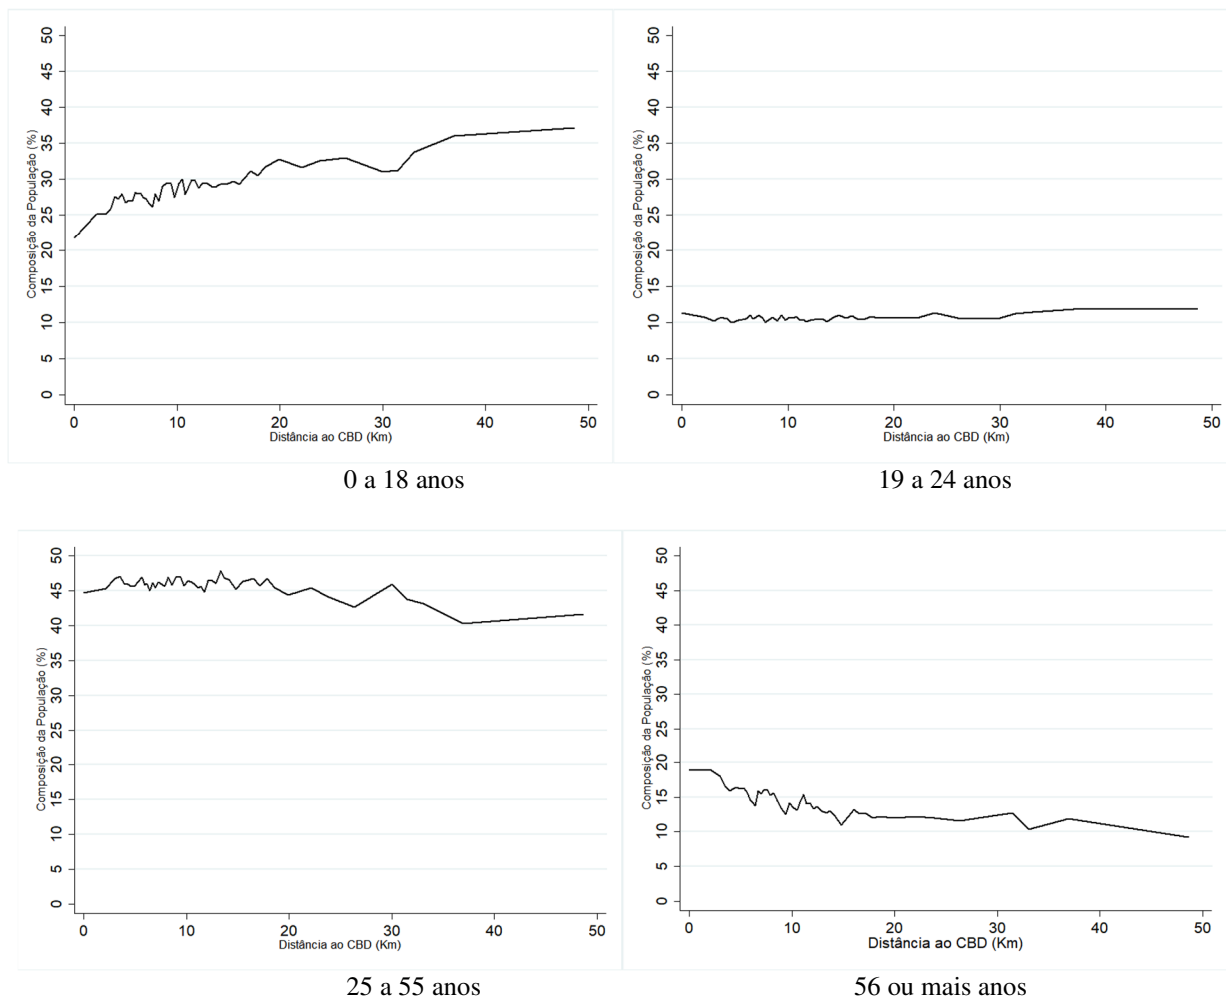 Composição da População (%)
50
45
40
35
30
25
20
15
10
5
0
0 10 20 30 40 50
Distância ao CBD (Km)
0 a 18 anos
Composição da População (%)
50
45
40
35
30
25
20
15
10
5
0
0 10 20 30 40 50
Distância ao CBD (Km)
19 a 24 anos
Composição da População (%)
50
45
40
35
30
25
20
15
10
5
0
0 10 20 30 40 50
Distância ao CBD (Km)
25 a 55 anos
Composição da População (%)
50
45
40
35
30
25
20
15
10
5
0
0 10 20 30 40 50
Distância ao CBD (Km)
56 ou mais anos